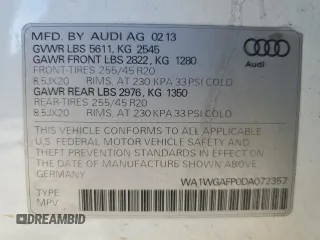 MFD. BY AUDI AG 02 13
GVWR LBS 5611, KG 2545
GAWR FRONT LBS 2822, KG 1280
FRONT-TIRES 255/45 R20
8.5JX20 RIMS, AT 230 KPA 33 PSI COLD
GAWR REAR LBS 2976, KG 1350
REAR-TIRES 255/45 R20
8.5JX20 RIMS, AT 230 KPA 33 PSI COLD
Audi
THIS VEHICLE CONFORMS TO ALL APPLICABLE
U.S. FEDERAL MOTOR VEHICLE SAFETY AND
THEFT PREVENTION STANDARDS IN EFFECT ON
THE DATE OF MANUFACTURE SHOWN ABOVE
GERMANY
WA1WGAFP0DA072357
TYPE:
MPV
DREAMBID